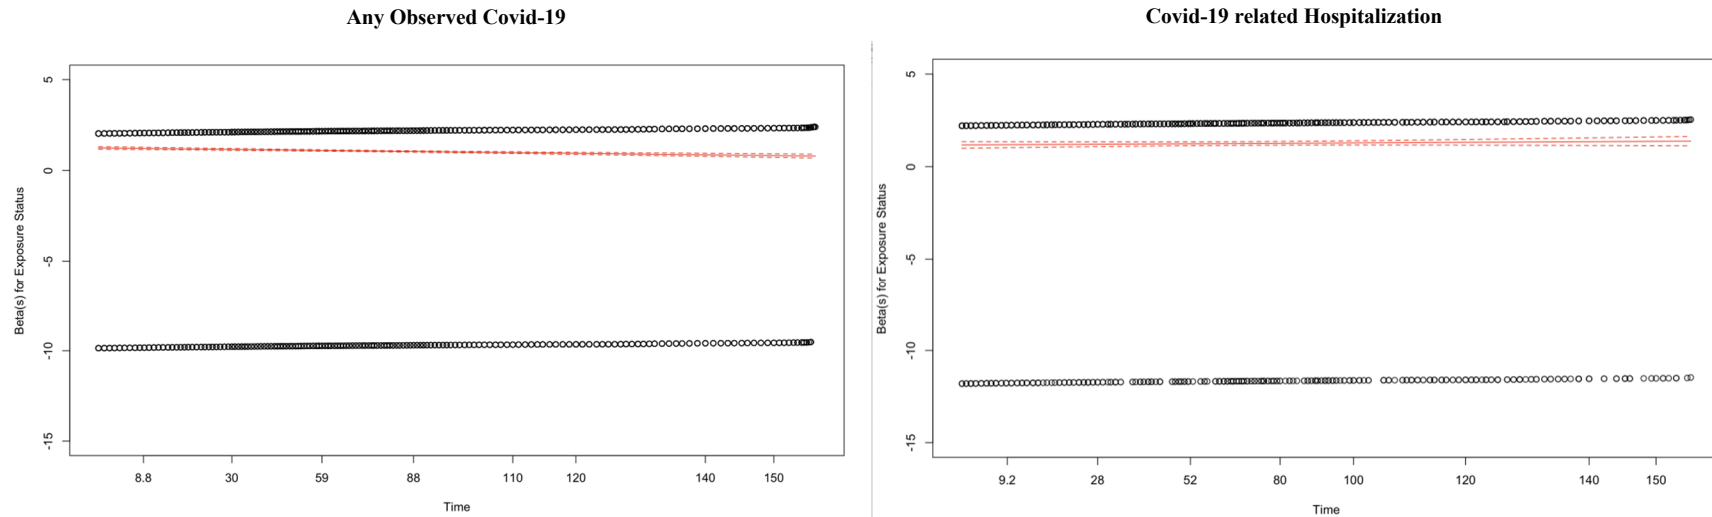 Any Observed Covid-19
Beta(s) for Exposure Status
5
0
-5
-10
-15
8.8 30 59 88 110 120 140 150
Time
Covid-19 related Hospitalization
Beta(s) for Exposure Status
5
0
-5
-10
-15
9.2 28 52 80 100 120 140 150
Time